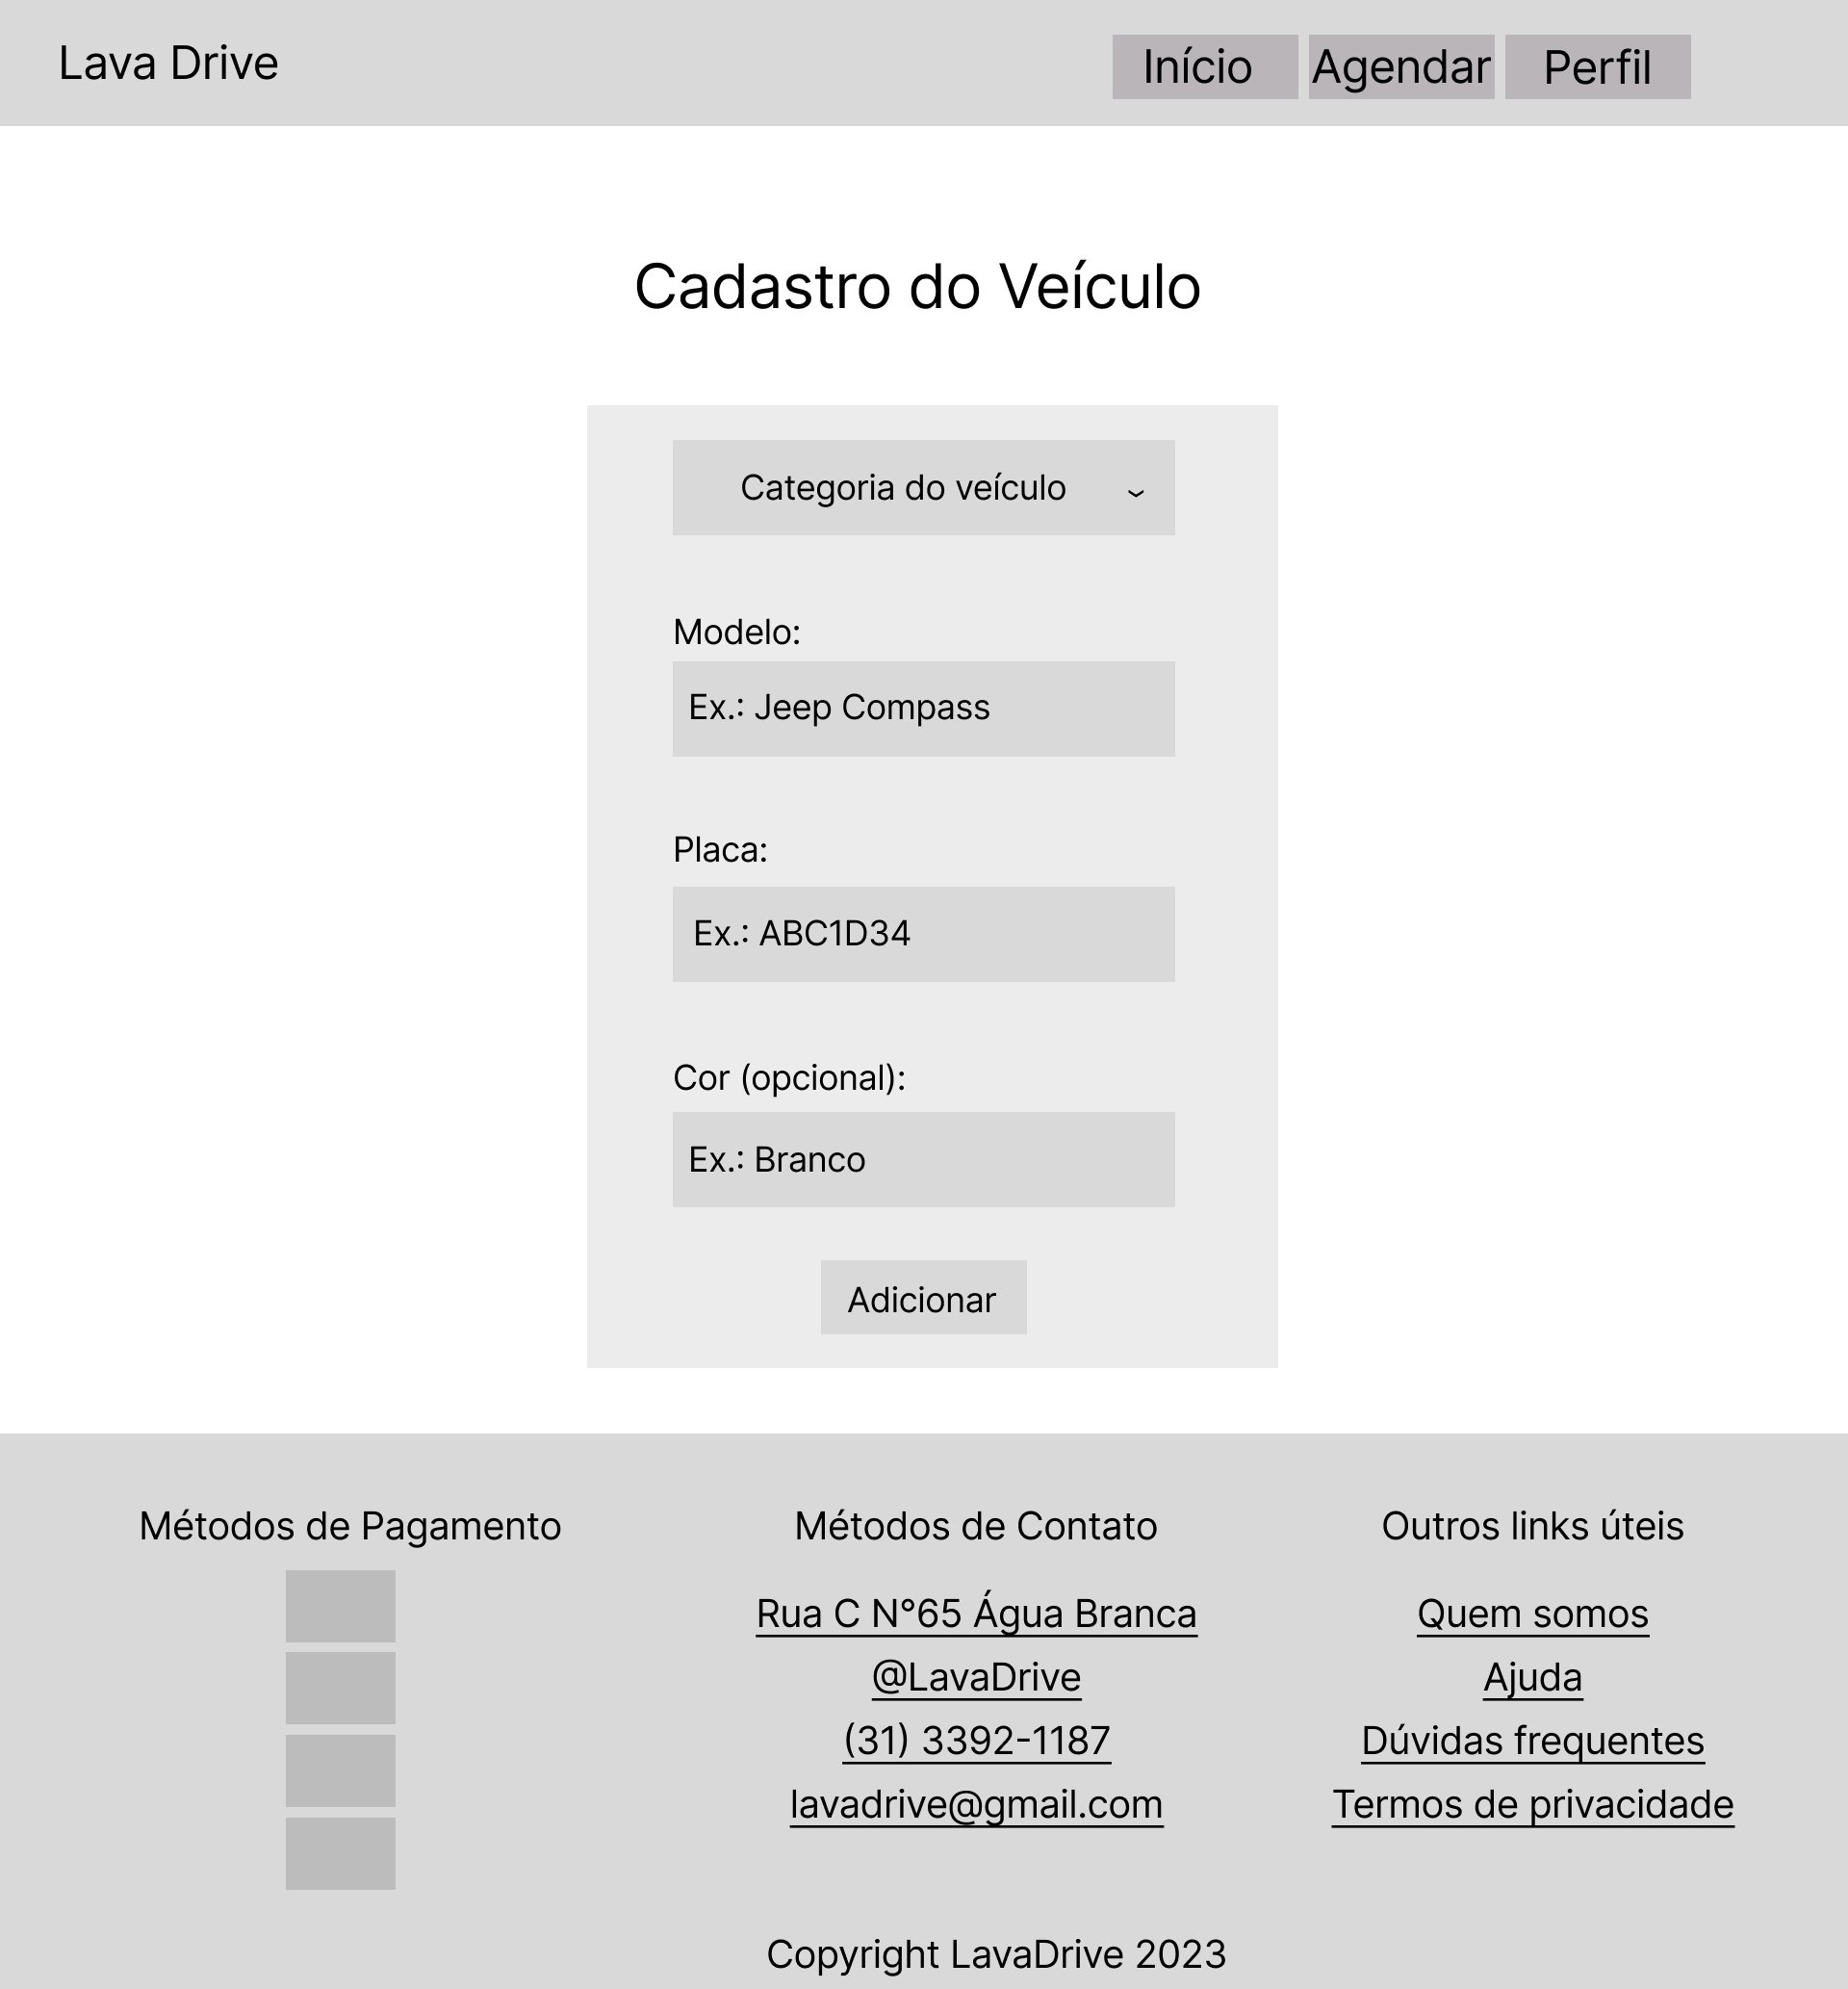 Lava Drive
Início
Agendar
Perfil
Cadastro do Veículo
Categoria do veículo
Modelo:
Ex.: Jeep Compass
Placa:
Ex.: ABC1D34
Cor (opcional):
Ex.: Branco
Adicionar
Métodos de Pagamento
Métodos de Contato
Rua C N°65 Água Branca
@LavaDrive
(31) 3392-1187
lavadrive@gmail.com
Outros links úteis
Quem somos
Ajuda
Dúvidas frequentes
Termos de privacidade
Copyright LavaDrive 2023